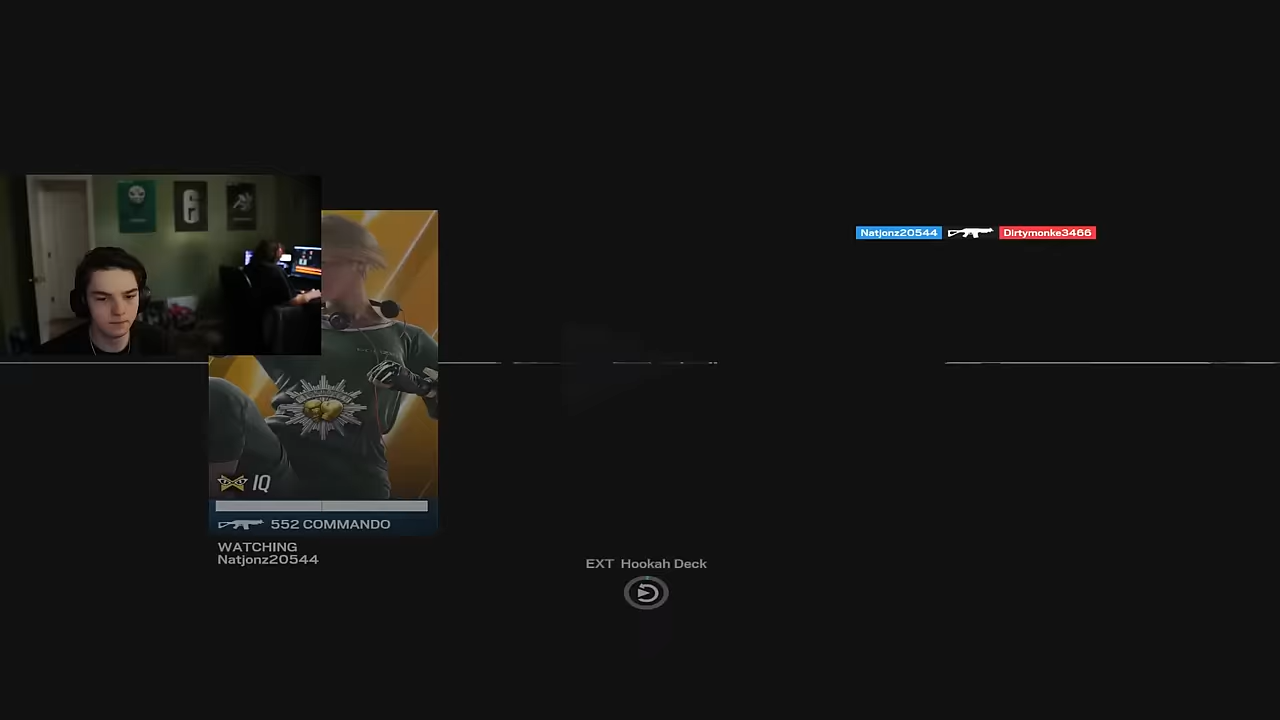 Natjonz20544 Dirtymonke3466
IQ
552 COMMANDO
WATCHING
Natjonz20544
EXT Hookah Deck